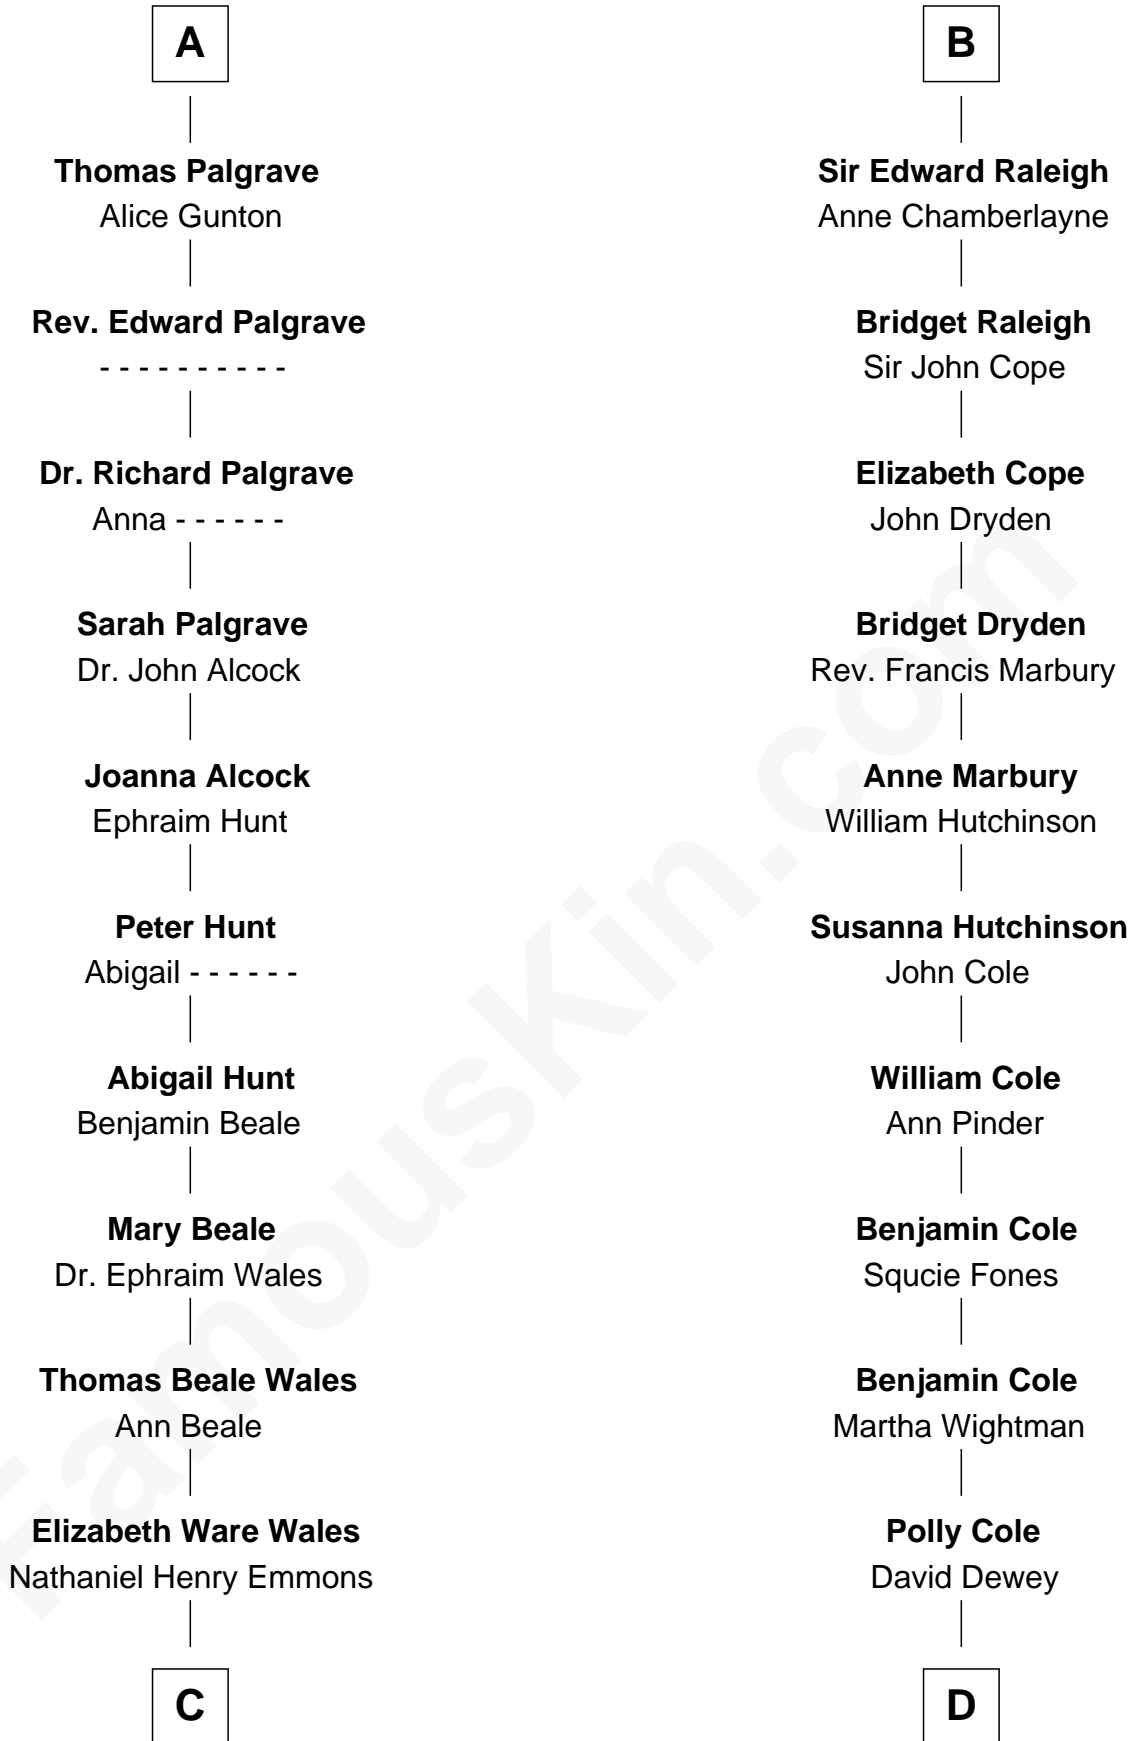 A
Thomas Palgrave
Alice Gunton
Rev. Edward Palgrave
- - - - - - - - - -
Dr. Richard Palgrave
Anna - - - - - -
Sarah Palgrave
Dr. John Alcock
Joanna Alcock
Ephraim Hunt
Peter Hunt
Abigail - - - - - -
Abigail Hunt
Benjamin Beale
Mary Beale
Dr. Ephraim Wales
Thomas Beale Wales
Ann Beale
Elizabeth Ware Wales
Nathaniel Henry Emmons
C
B
Sir Edward Raleigh
Anne Chamberlayne
Bridget Raleigh
Sir John Cope
Elizabeth Cope
John Dryden
Bridget Dryden
Rev. Francis Marbury
Anne Marbury
William Hutchinson
Susanna Hutchinson
John Cole
William Cole
Ann Pinder
Benjamin Cole
Squcie Fones
Benjamin Cole
Martha Wightman
Polly Cole
David Dewey
D
FamousKin.com